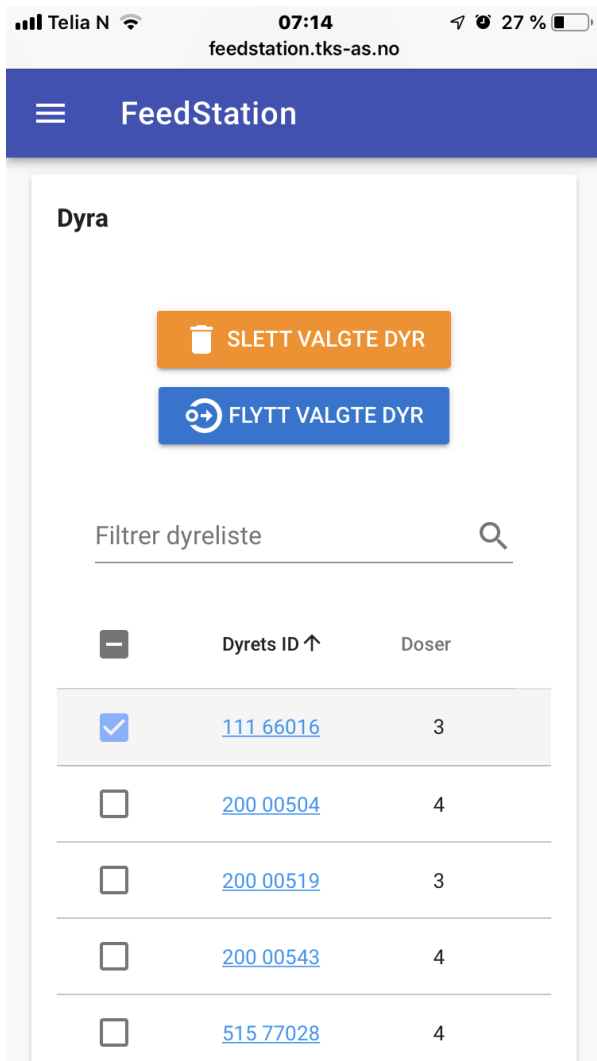 Telia N 07:14 27 %
feedstation.tks-as.no
FeedStation
Dyra
SLETT VALGTE DYR
FLYTT VALGTE DYR
Filtrer dyreliste
Dyrets ID Doser
111 66016 3
200 00504 4
200 00519 3
200 00543 4
515 77028 4